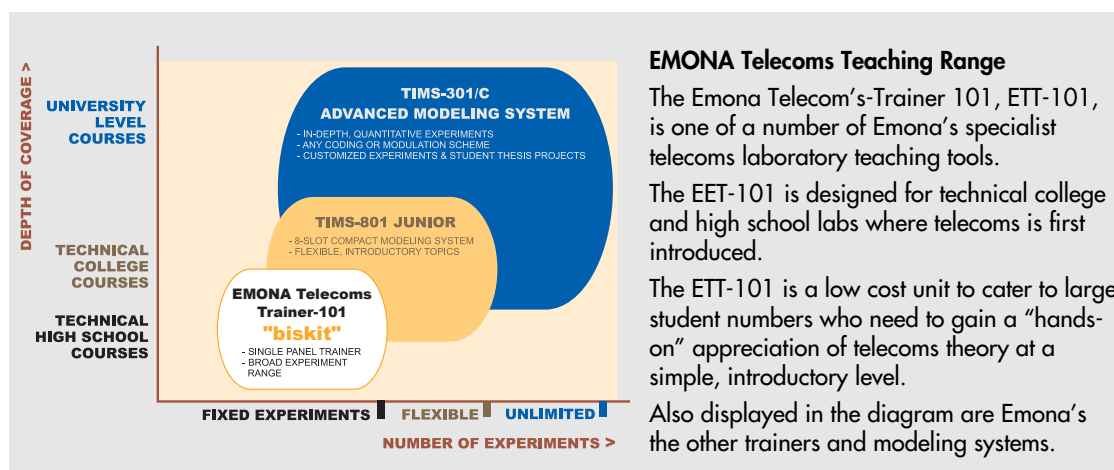 DEPTH OF COVERAGE >
UNIVERSITY
LEVEL
COURSES
TECHNICAL
COLLEGE
COURSES
TECHNICAL
HIGH SCHOOL
COURSES
TIMS-301/C
ADVANCED MODELING SYSTEM
- IN-DEPTH, QUANTITATIVE EXPERIMENTS
- ANY CODING OR MODULATION SCHEME
- CUSTOMIZED EXPERIMENTS & STUDENT THESIS PROJECTS
TIMS-801 JUNIOR
- 8-SLOT COMPACT MODELING SYSTEM
- FLEXIBLE, INTRODUCTORY TOPICS
EMONA Telecoms
Trainer-101
"biskit"
- SINGLE PANEL TRAINER
- BROAD EXPERIMENT
RANGE
FIXED EXPERIMENTS FLEXIBLE UNLIMITED
NUMBER OF EXPERIMENTS >
EMONA Telecoms Teaching Range
The Emona Telecom's-Trainer 101, ETT-101,
is one of a number of Emona's specialist
telecoms laboratory teaching tools.
The EET-101 is designed for technical college
and high school labs where telecoms is first
introduced.
The ETT-101 is a low cost unit to cater to large
student numbers who need to gain a “hands-
on” appreciation of telecoms theory at a
simple, introductory level.
Also displayed in the diagram are Emona's
the other trainers and modeling systems.